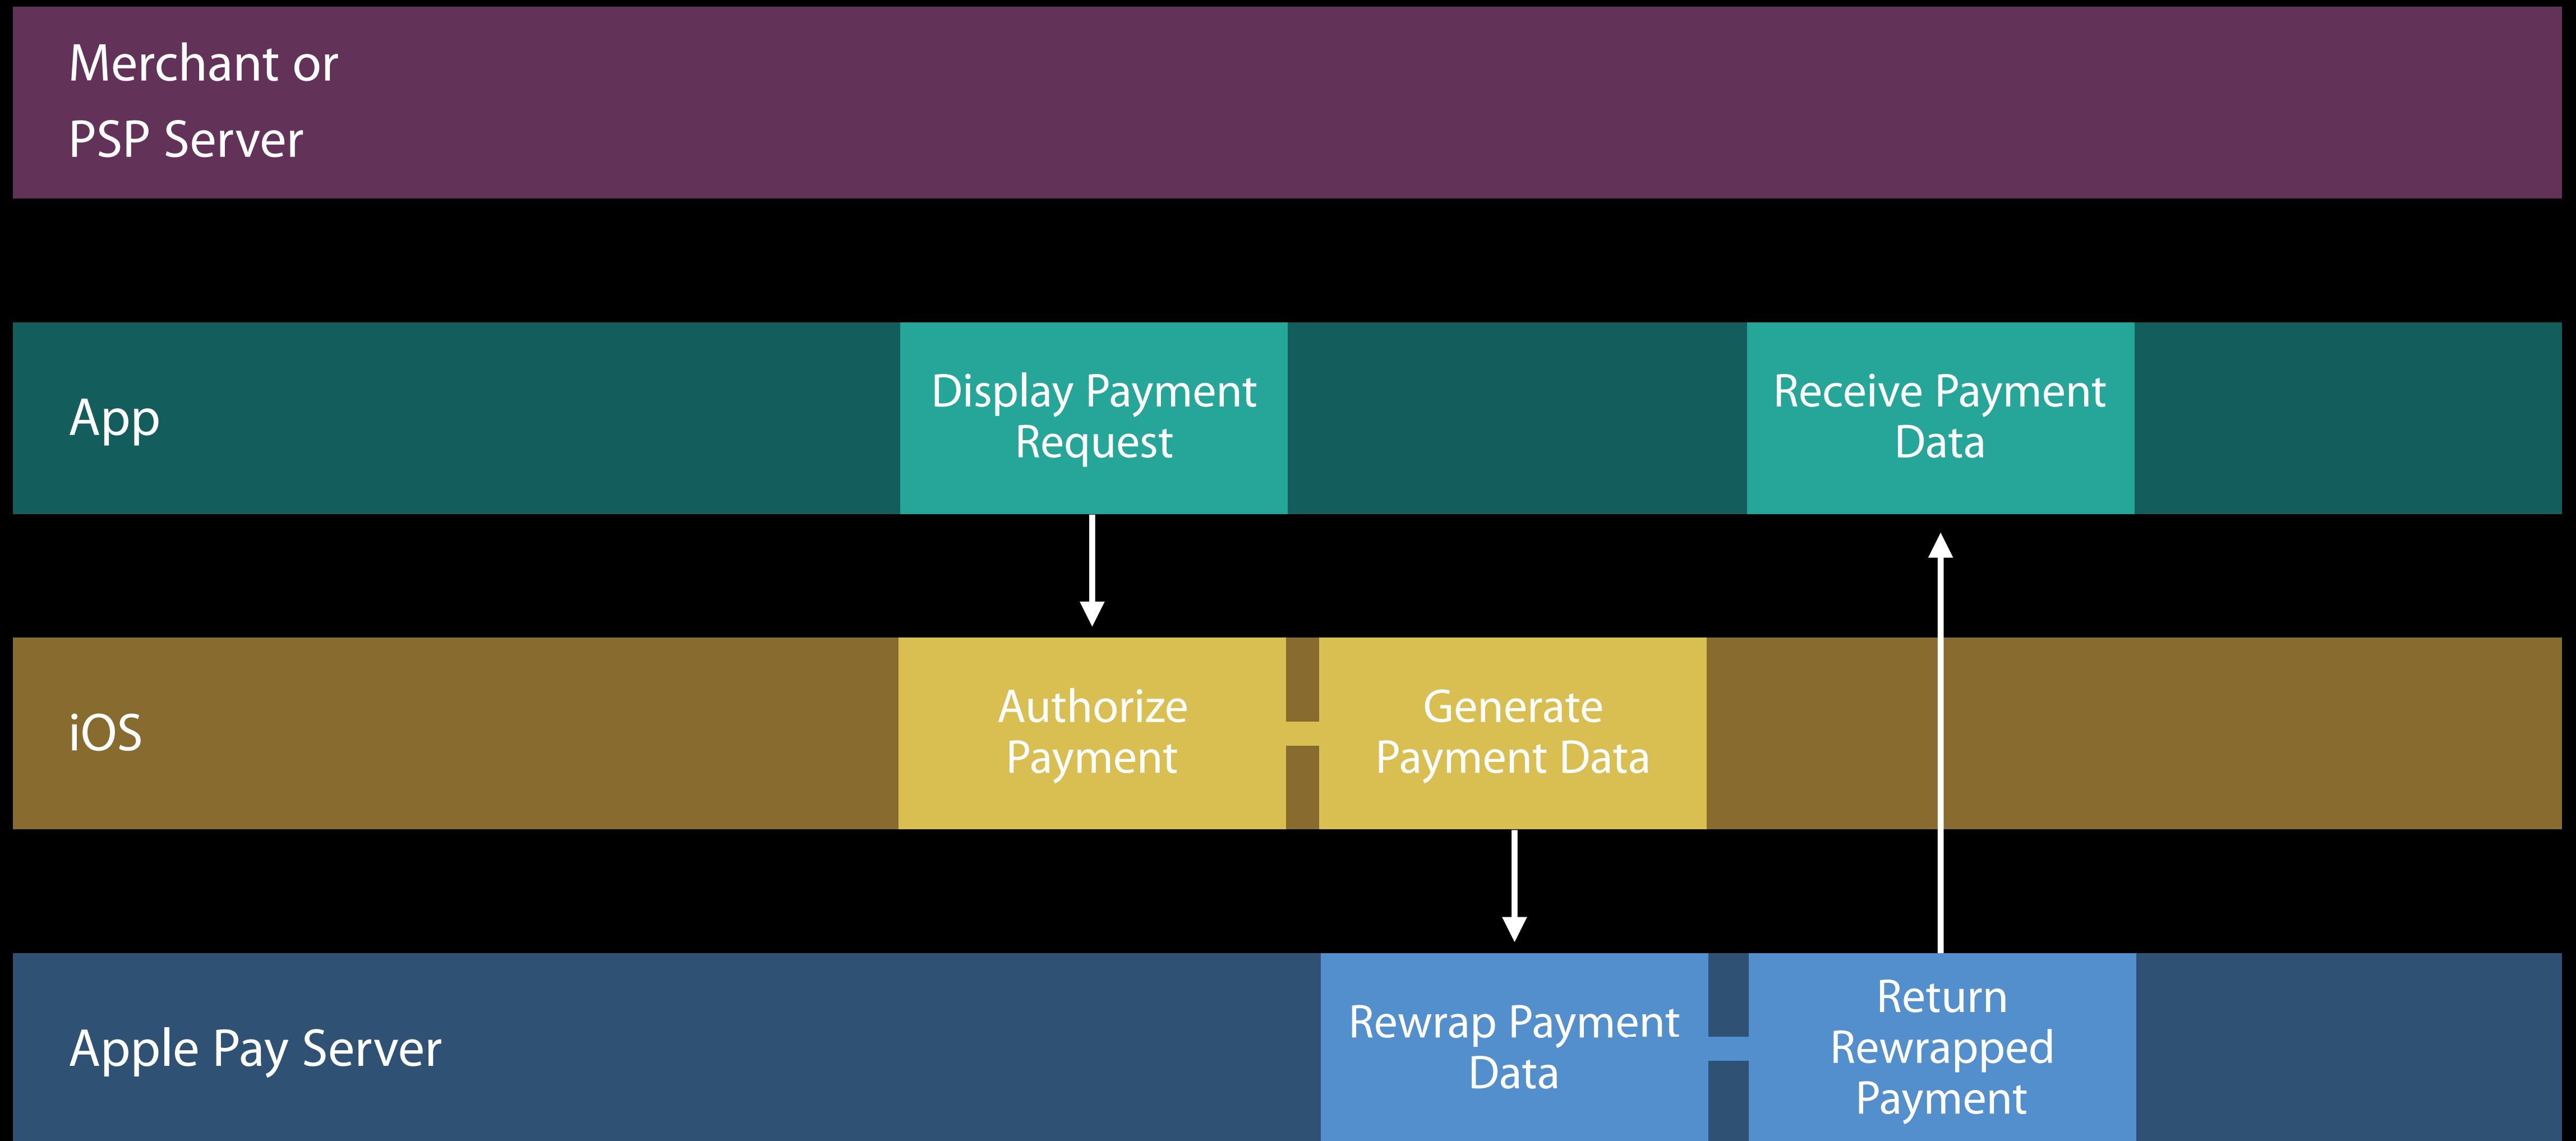 Merchant or
PSP Server
App
Display Payment
Request
Receive Payment
Data
iOS
Authorize
Payment
Generate
Payment Data
Apple Pay Server
Rewrap Payment
Data
Return
Rewrapped
Payment